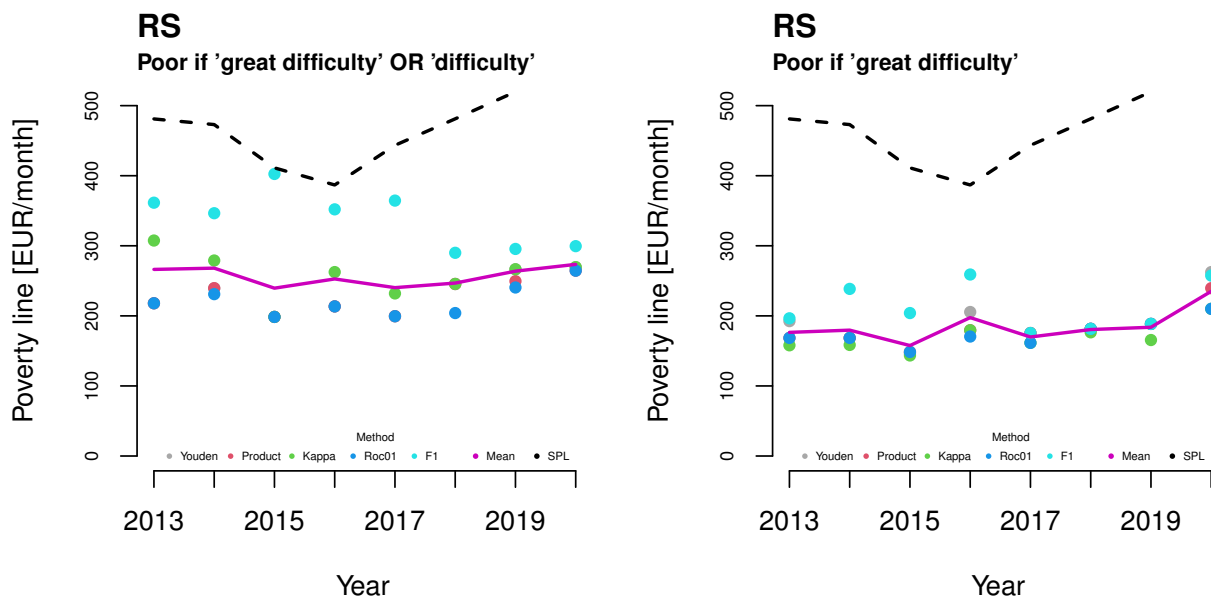 RS
Poor if ’great difficulty’ OR ’difficulty’
Poverty line [EUR/month]
500
400
300
200
100
0
Method
Youden Product Kappa Roc01 F1 Mean SPL
2013 2015 2017 2019
Year
RS
Poor if ’great difficulty’
Poverty line [EUR/month]
500
400
300
200
100
0
Method
Youden Product Kappa Roc01 F1 Mean SPL
2013 2015 2017 2019
Year